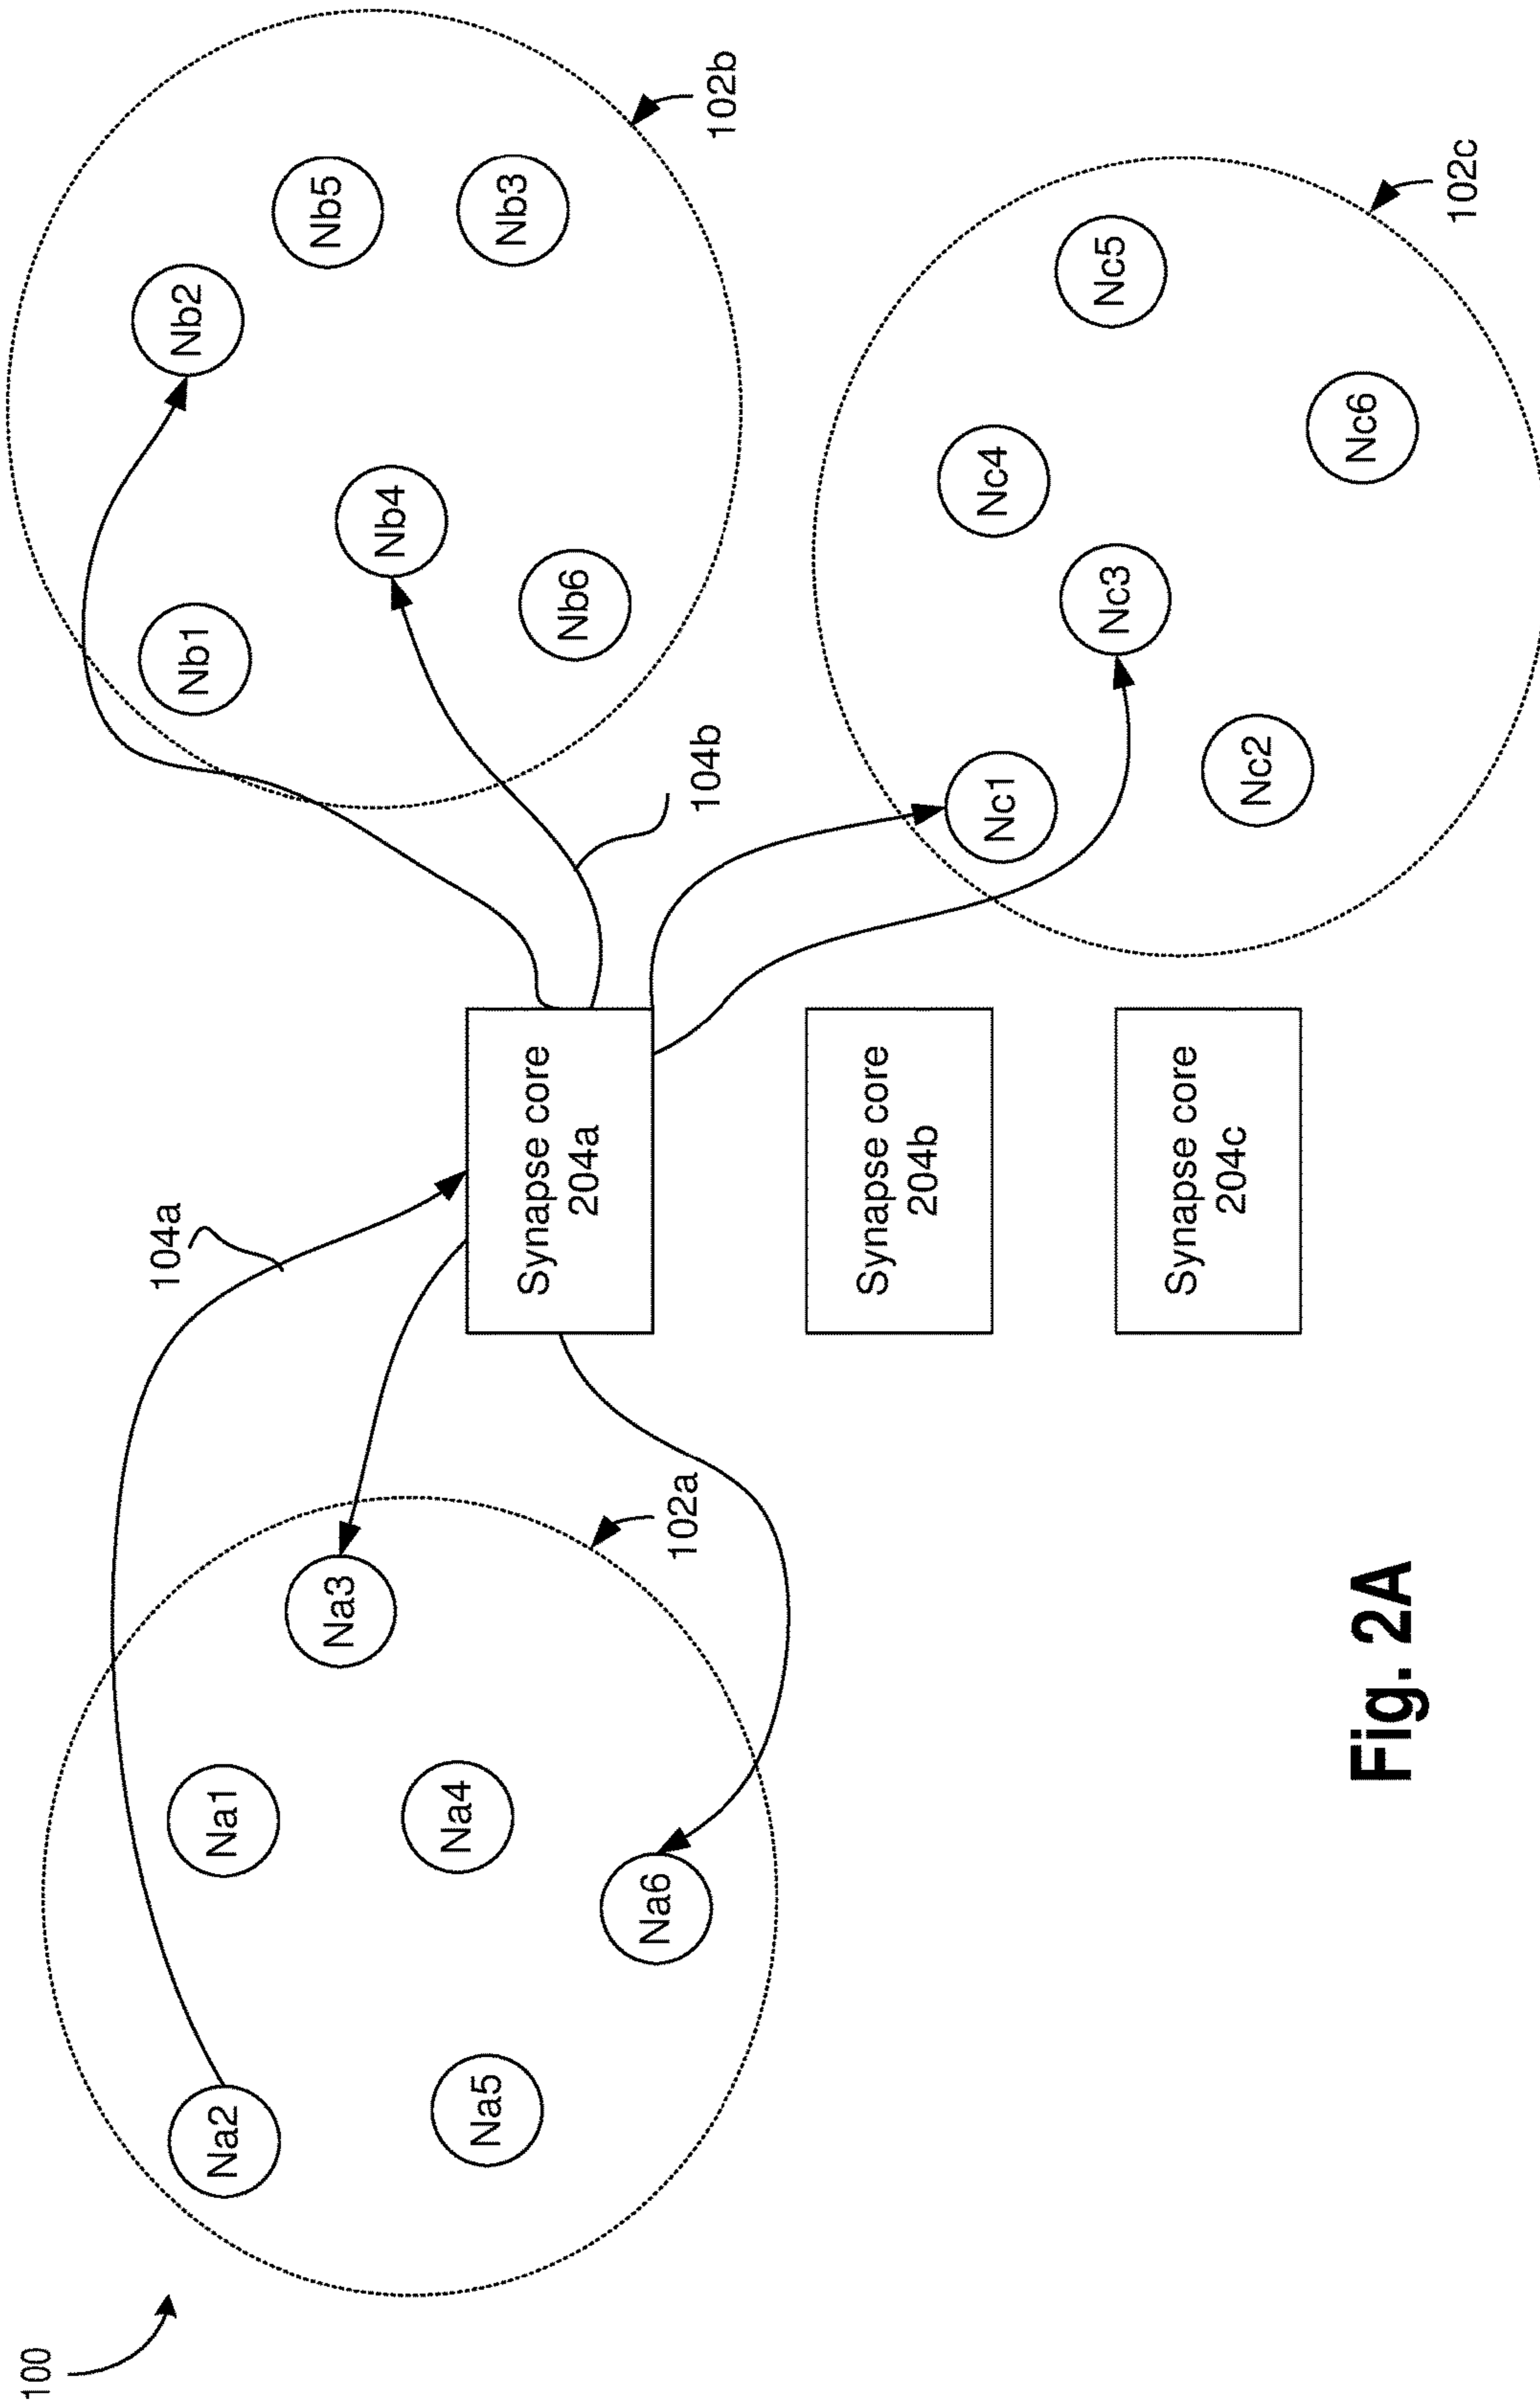 100
104a
102b
Na2
Na1
Na3
Nb1
Nb2
Nb5
Na5
Na4
Nb4
Nb3
Na6
102a
Synapse core
204a
Nb6
104b
Synapse core
204b
Nc1
Nc4
Nc3
Nc5
Synapse core
204c
Nc2
Nc6
102c
Fig. 2A